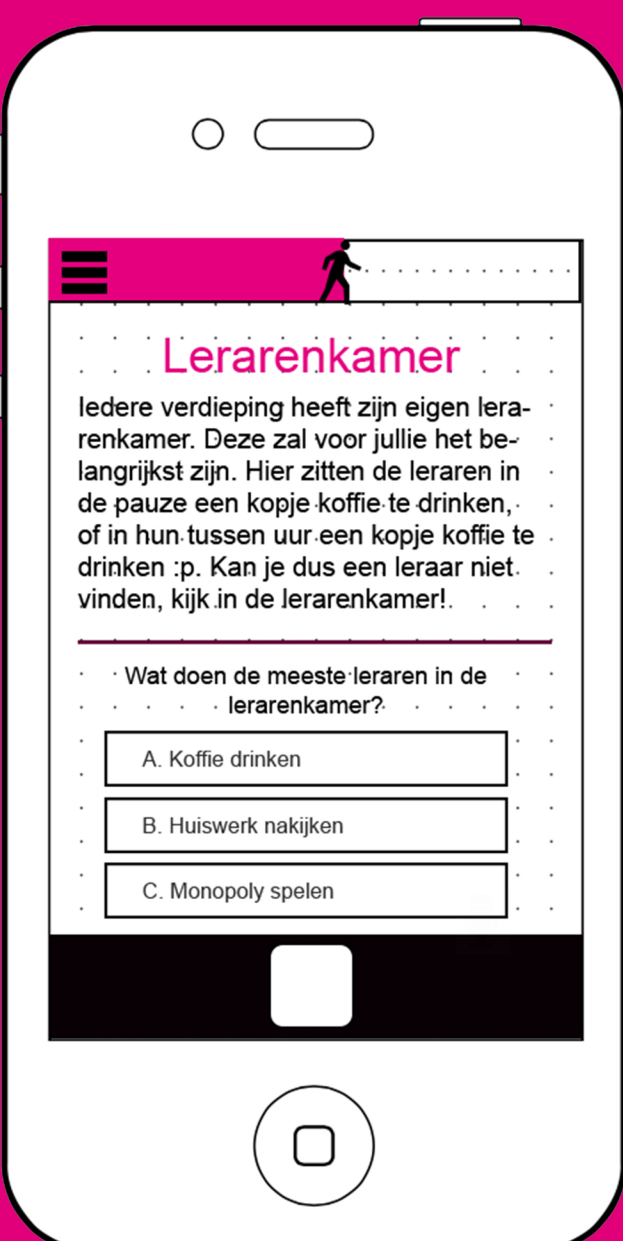 Lerarenkamer
Iedere verdieping heeft zijn eigen lera-
renkamer. Deze zal voor jullie het be-
langrijkst zijn. Hier zitten de leraren in
de pauze een kopje koffie te drinken,
of in hun tussen uur een kopje koffie te
drinken :p. Kan je dus een leraar niet
vinden, kijk in de lerarenkamer!
Wat doen de meeste leraren in de
lerarenkamer?
A. Koffie drinken
B. Huiswerk nakijken
C. Monopoly spelen